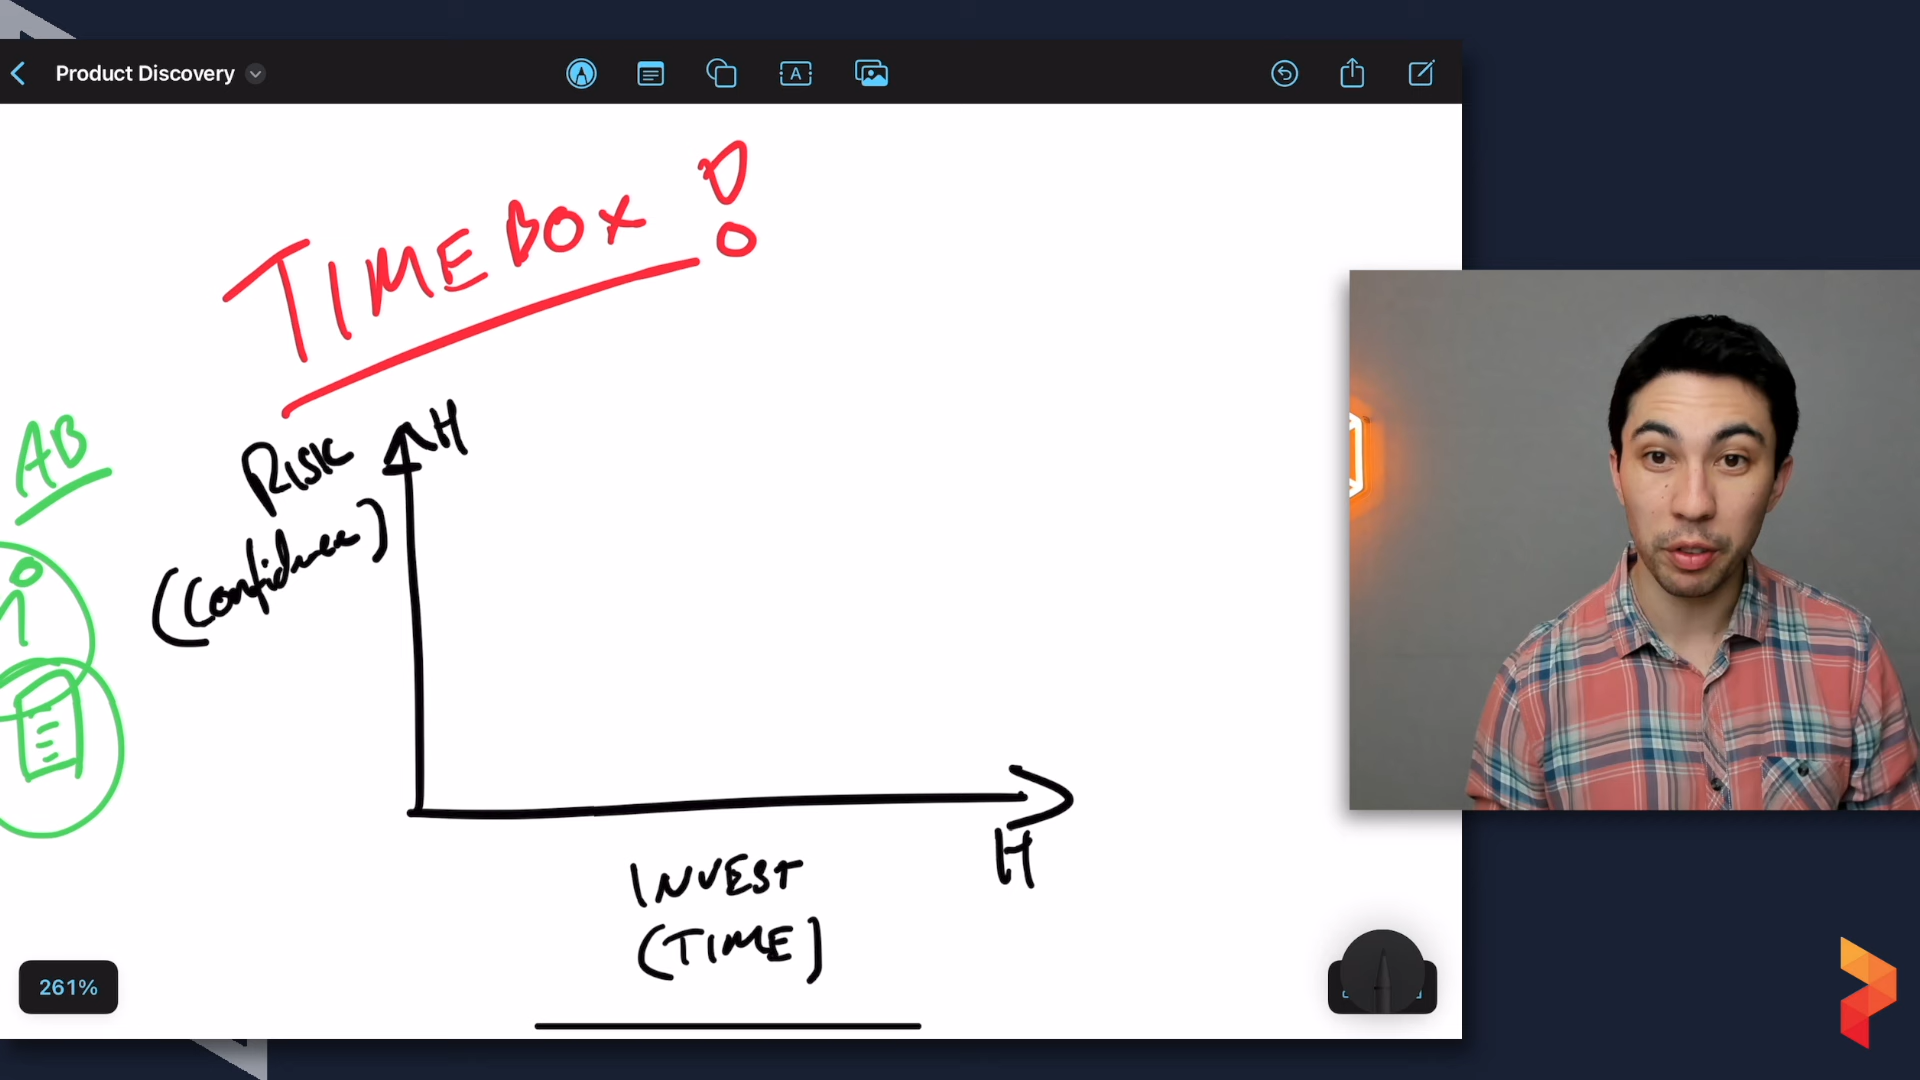 Product Discovery
TIMEBOX!
AB
H
RISK
(Confidence)
H
INVEST
(TIME)
261%